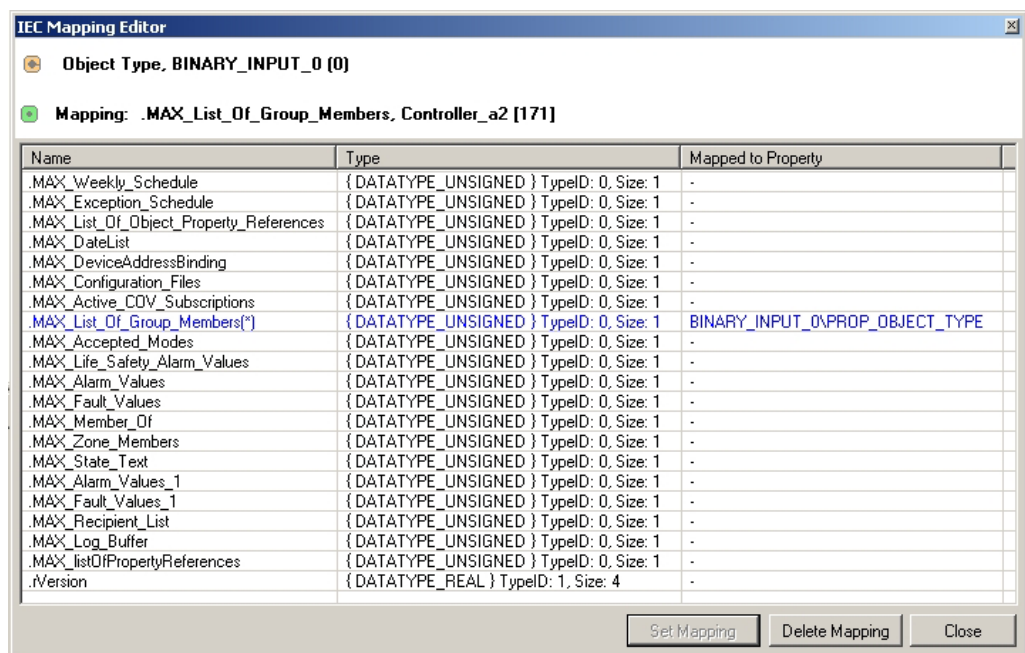 IEC Mapping Editor
Object Type, BINARY_INPUT_0 (0)
Mapping: .MAX_List_Of_Group_Members, Controller_a2 [171]
Name Type Mapped to Property
.MAX_Weekly_Schedule { DATATYPE_UNSIGNED } TypeID: 0, Size: 1 -
.MAX_Exception_Schedule { DATATYPE_UNSIGNED } TypeID: 0, Size: 1 -
.MAX_List_Of_Object_Property_References { DATATYPE_UNSIGNED } TypeID: 0, Size: 1 -
.MAX_DateList { DATATYPE_UNSIGNED } TypeID: 0, Size: 1 -
.MAX_DeviceAddressBinding { DATATYPE_UNSIGNED } TypeID: 0, Size: 1 -
.MAX_Configuration_Files { DATATYPE_UNSIGNED } TypeID: 0, Size: 1 -
.MAX_Active_COV_Subscriptions { DATATYPE_UNSIGNED } TypeID: 0, Size: 1 -
.MAX_List_Of_Group_Members(*) { DATATYPE_UNSIGNED } TypeID: 0, Size: 1 BINARY_INPUT_0\PROP_OBJECT_TYPE
.MAX_Accepted_Modes { DATATYPE_UNSIGNED } TypeID: 0, Size: 1 -
.MAX_Life_Safety_Alarm_Values { DATATYPE_UNSIGNED } TypeID: 0, Size: 1 -
.MAX_Alarm_Values { DATATYPE_UNSIGNED } TypeID: 0, Size: 1 -
.MAX_Fault_Values { DATATYPE_UNSIGNED } TypeID: 0, Size: 1 -
.MAX_Member_Of { DATATYPE_UNSIGNED } TypeID: 0, Size: 1 -
.MAX_Zone_Members { DATATYPE_UNSIGNED } TypeID: 0, Size: 1 -
.MAX_State_Text { DATATYPE_UNSIGNED } TypeID: 0, Size: 1 -
.MAX_Alarm_Values_1 { DATATYPE_UNSIGNED } TypeID: 0, Size: 1 -
.MAX_Fault_Values_1 { DATATYPE_UNSIGNED } TypeID: 0, Size: 1 -
.MAX_Recipient_List { DATATYPE_UNSIGNED } TypeID: 0, Size: 1 -
.MAX_Log_Buffer { DATATYPE_UNSIGNED } TypeID: 0, Size: 1 -
.MAX_listOfPropertyReferences { DATATYPE_UNSIGNED } TypeID: 0, Size: 1 -
.rVersion { DATATYPE_REAL } TypeID: 1, Size: 4 -
Set Mapping Delete Mapping Close